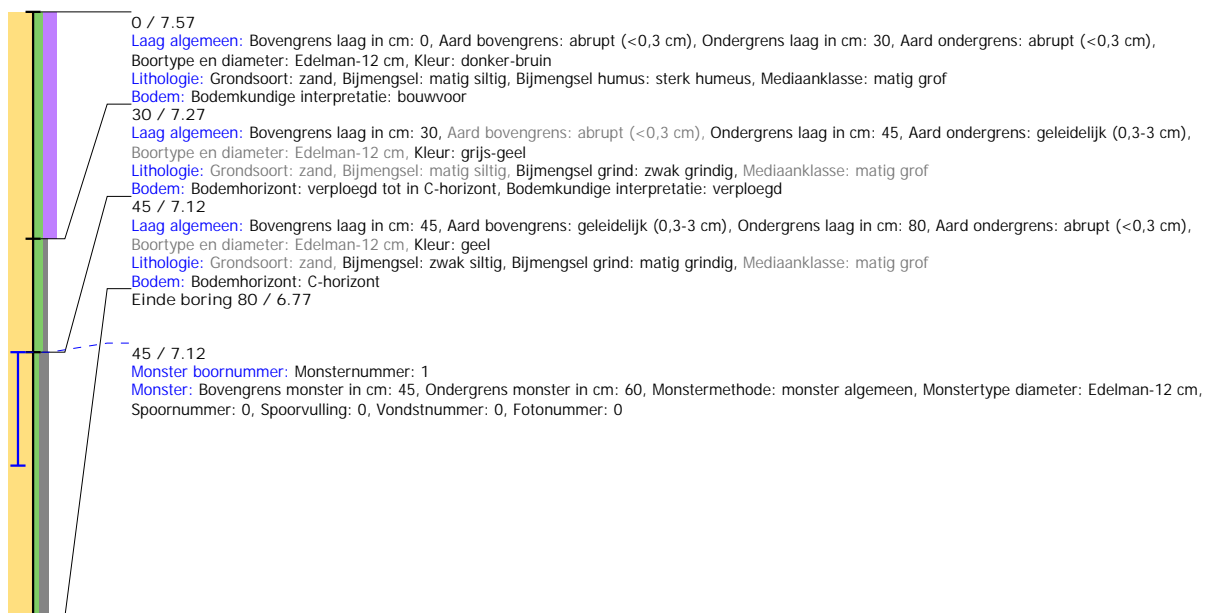 0 / 7.57
Laag algemeen: Bovengrens laag in cm: 0, Aard bovengrens: abrupt (<0,3 cm), Ondergrens laag in cm: 30, Aard ondergrens: abrupt (<0,3 cm),
Boortype en diameter: Edelman-12 cm, Kleur: donker-bruin
Lithologie: Grondsoort: zand, Bijmengsel: matig siltig, Bijmengsel humus: sterk humeus, Mediaanklasse: matig grof
Bodem: Bodemkundige interpretatie: bouwvoor
30 / 7.27
Laag algemeen: Bovengrens laag in cm: 30, Aard bovengrens: abrupt (<0,3 cm), Ondergrens laag in cm: 45, Aard ondergrens: geleidelijk (0,3-3 cm),
Boortype en diameter: Edelman-12 cm, Kleur: grijs-geel
Lithologie: Grondsoort: zand, Bijmengsel: matig siltig, Bijmengsel grind: zwak grindig, Mediaanklasse: matig grof
Bodem: Bodemhorizont: verploegd tot in C-horizont, Bodemkundige interpretatie: verploegd
45 / 7.12
Laag algemeen: Bovengrens laag in cm: 45, Aard bovengrens: geleidelijk (0,3-3 cm), Ondergrens laag in cm: 80, Aard ondergrens: abrupt (<0,3 cm),
Boortype en diameter: Edelman-12 cm, Kleur: geel
Lithologie: Grondsoort: zand, Bijmengsel: zwak siltig, Bijmengsel grind: matig grindig, Mediaanklasse: matig grof
Bodem: Bodemhorizont: C-horizont
Einde boring 80 / 6.77
45 / 7.12
Monster boornummer: Monsternummer: 1
Monster: Bovengrens monster in cm: 45, Ondergrens monster in cm: 60, Monstermethode: monster algemeen, Monstertype diameter: Edelman-12 cm,
Spoornummer: 0, Spoorvulling: 0, Vondstnummer: 0, Fotonummer: 0